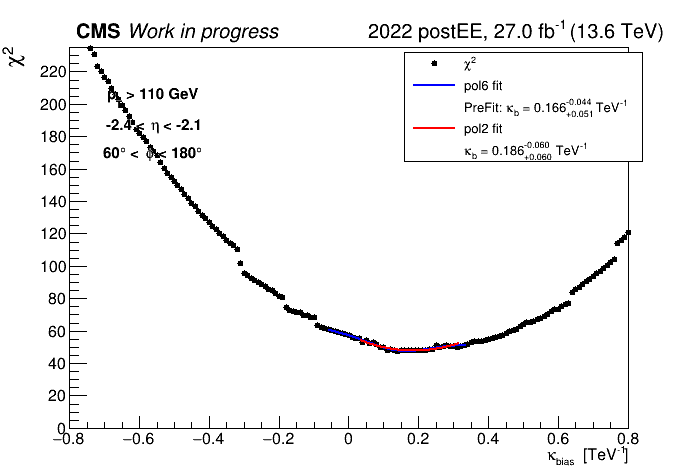 CMS Work in progress
2022 postEE, 27.0 fb⁻¹ (13.6 TeV)
χ²
220
200
180
160
140
120
100
80
60
40
20
0
χ²
pol6 fit
PreFit: κ_b = 0.166^{-0.044}_{+0.051} TeV⁻¹
pol2 fit
κ_b = 0.186^{-0.060}_{+0.060} TeV⁻¹
> 110 GeV
-2.4 < η < -2.1
60° < ϕ < 180°
−0.8 −0.6 −0.4 −0.2 0 0.2 0.4 0.6 0.8
κ_bias [TeV⁻¹]